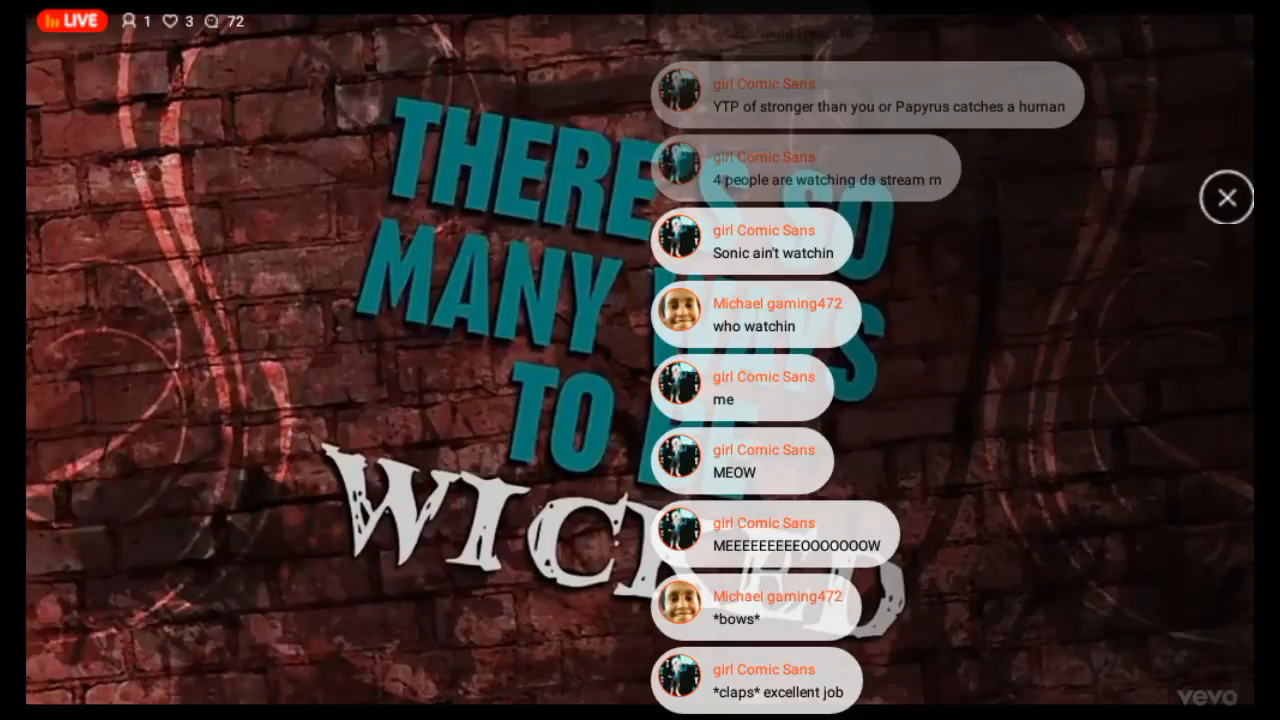 LIVE 1 3 72
girl Comic Sans
YTP of stronger than you or Papyrus catches a human
girl Comic Sans
4 people are watching da stream rn
girl Comic Sans
Sonic ain't watchin
Michael gaming472
who watchin
girl Comic Sans
me
girl Comic Sans
MEOW
girl Comic Sans
MEEEEEEEEEOOOOOOOW
Michael gaming472
*bows*
girl Comic Sans
*claps* excellent job
THERE'S SO
MANY WAYS
TO BE
WICKED
vevo